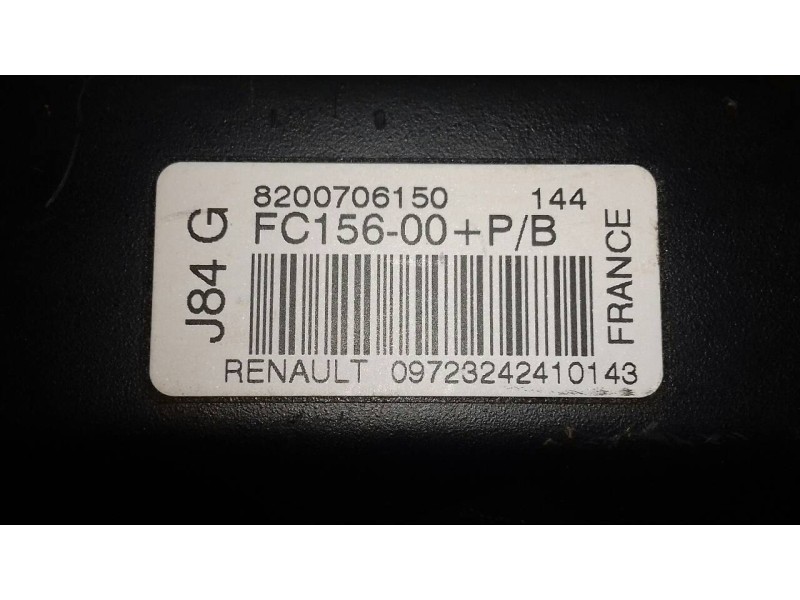 J84 G
8200706150 144
FC156-00+P/B
RENAULT 09723242410143
FRANCE